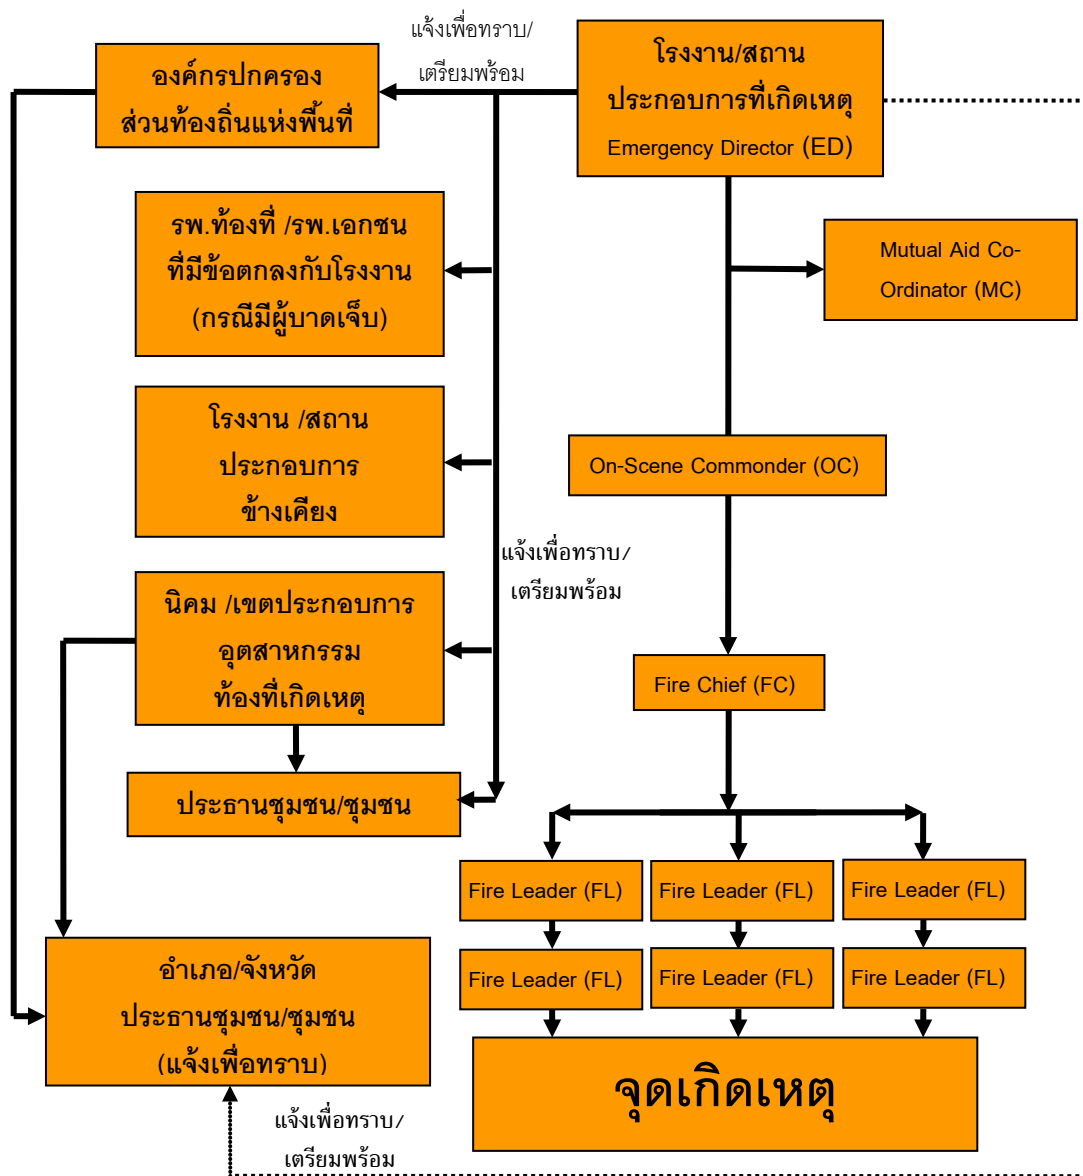 แจ้งเพื่อทราบ/
เตรียมพร้อม
องค์กรปกครอง
ส่วนท้องถิ่นแห่งพื้นที่
โรงงาน/สถาน
ประกอบการที่เกิดเหตุ
Emergency Director (ED)
รพ.ท้องที่ /รพ.เอกชน
ที่มีข้อตกลงกับโรงงาน
(กรณีมีผู้บาดเจ็บ)
Mutual Aid Co-
Ordinator (MC)
โรงงาน /สถาน
ประกอบการ
ข้างเคียง
On-Scene Commonder (OC)
แจ้งเพื่อทราบ/
เตรียมพร้อม
นิคม /เขตประกอบการ
อุตสาหกรรม
ท้องที่เกิดเหตุ
Fire Chief (FC)
ประธานชุมชน/ชุมชน
Fire Leader (FL)
Fire Leader (FL)
Fire Leader (FL)
Fire Leader (FL)
Fire Leader (FL)
Fire Leader (FL)
อำเภอ/จังหวัด
ประธานชุมชน/ชุมชน
(แจ้งเพื่อทราบ)
จุดเกิดเหตุ
แจ้งเพื่อทราบ/
เตรียมพร้อม